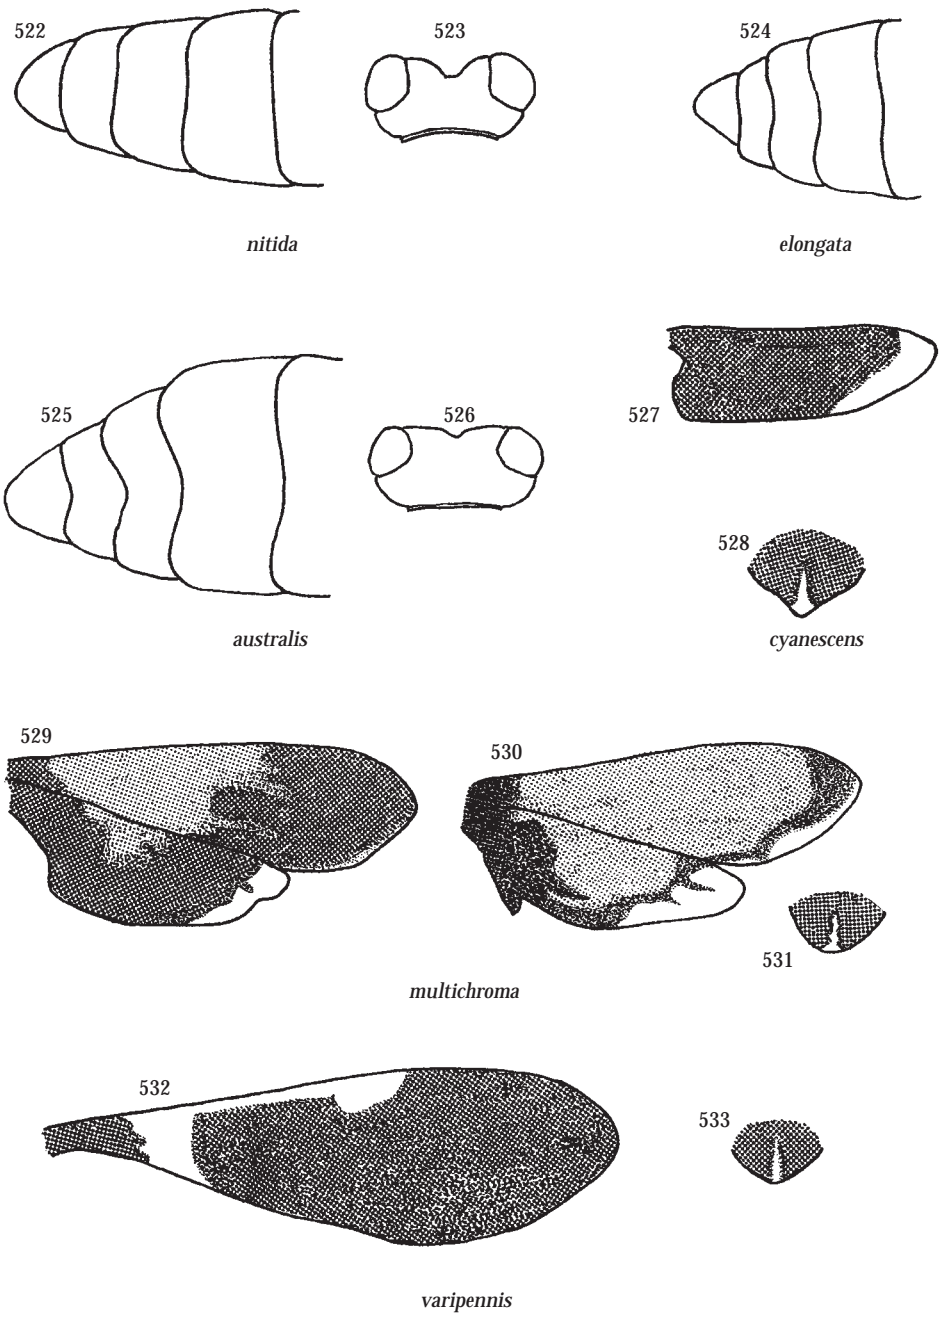 522
523
524
nitida
elongata
525
526
527
528
australis
cyanescens
529
530
531
multichroma
532
533
varipennis